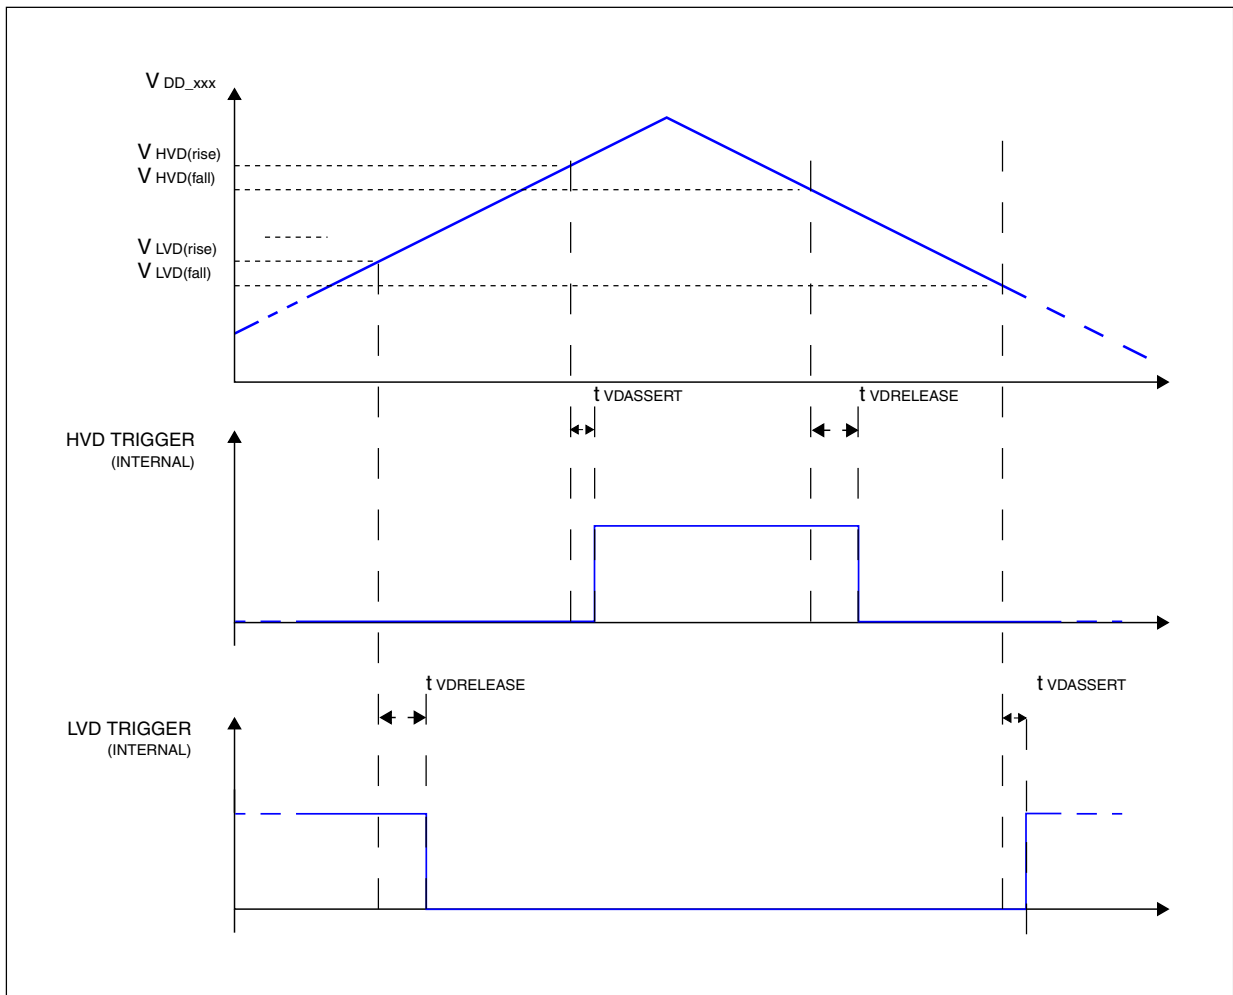 V DD_xxx
V HVD(rise)
V HVD(fall)
V LVD(rise)
V LVD(fall)
t VDASSERT
t VDRELEASE
HVD TRIGGER
(INTERNAL)
t VDRELEASE
t VDASSERT
LVD TRIGGER
(INTERNAL)